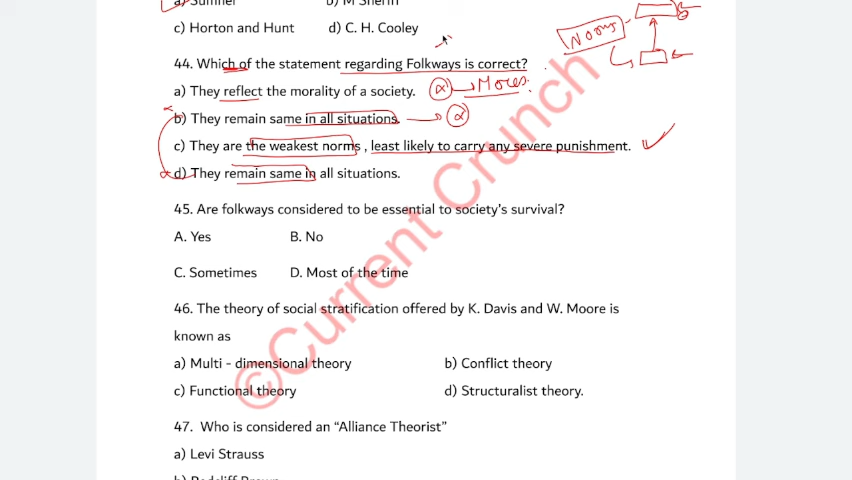 a) Sumner b) M Sherin
c) Horton and Hunt d) C. H. Cooley
Norms
44. Which of the statement regarding Folkways is correct?
a) They reflect the morality of a society. Mores
b) They remain same in all situations.
c) They are the weakest norms , least likely to carry any severe punishment.
d) They remain same in all situations.
45. Are folkways considered to be essential to society’s survival?
A. Yes B. No
C. Sometimes D. Most of the time
46. The theory of social stratification offered by K. Davis and W. Moore is
known as
a) Multi - dimensional theory b) Conflict theory
c) Functional theory d) Structuralist theory.
47. Who is considered an “Alliance Theorist”
a) Levi Strauss
b) Radcliff Brown
©Current Crunch